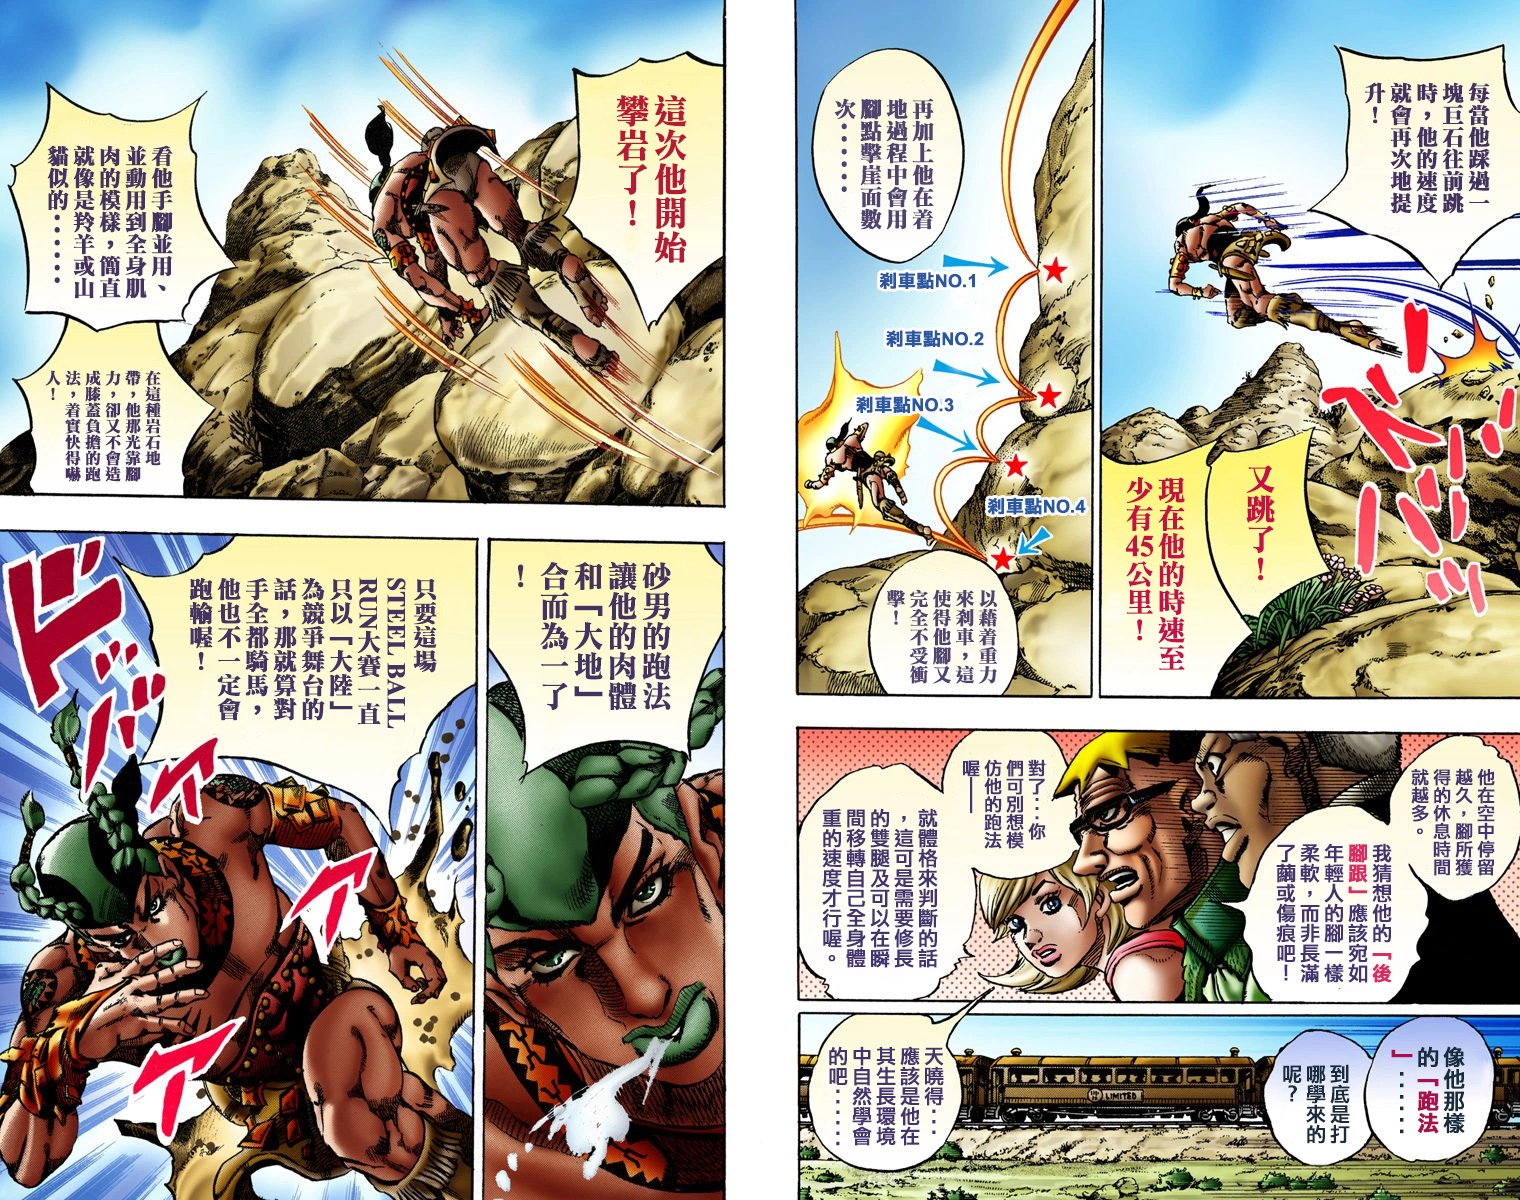 每當他踩過一
塊巨石往前跳
時，他的速度
就會再次地提
升！
又跳了！
現在他的時速至
少有45公里！
再加上他在着
地過程中會用
腳點擊崖面數
次⋯⋯
剎車點NO.1
剎車點NO.2
剎車點NO.3
剎車點NO.4
以藉着重力
來剎車，這
使得他腳又
完全不受衝
擊！
他在空中停留
越久，腳所獲
得的休息時間
就越多。
我猜想他的「後
腳跟」應該宛如
年輕人的腳一樣
柔軟，而非長滿
了繭或傷痕吧！
對了⋯你
們可別想模
仿他的跑法
喔——
就體格來判斷的話
，這可是需要修長
的雙腿及可以在瞬
間移轉自己全身體
重的速度才行喔。
像他那樣
的「跑法
」⋯⋯
到底是打
哪學來的
呢？
LIMITED
天曉得⋯
應該是他在
其生長環境
中自然學會
的吧⋯⋯
這次他開始
攀岩了！
看他手腳並用、
並動用到全身肌
肉的模樣，簡直
就像是羚羊或山
貓似的⋯⋯
在這種岩石地
帶，他那光靠腳
力，卻又不會造
成膝蓋負擔的跑
法，着實快得嚇
人！
砂男的跑法
讓他的肉體
和「大地」
合而為一了
！
只要這場
STEEL BALL
RUN大賽一直
只以「大陸」
為競爭舞台的
話，那就算對
手全都騎馬，
他也不一定會
跑輸喔！
ドドドバババッ
ドドバァァァァ